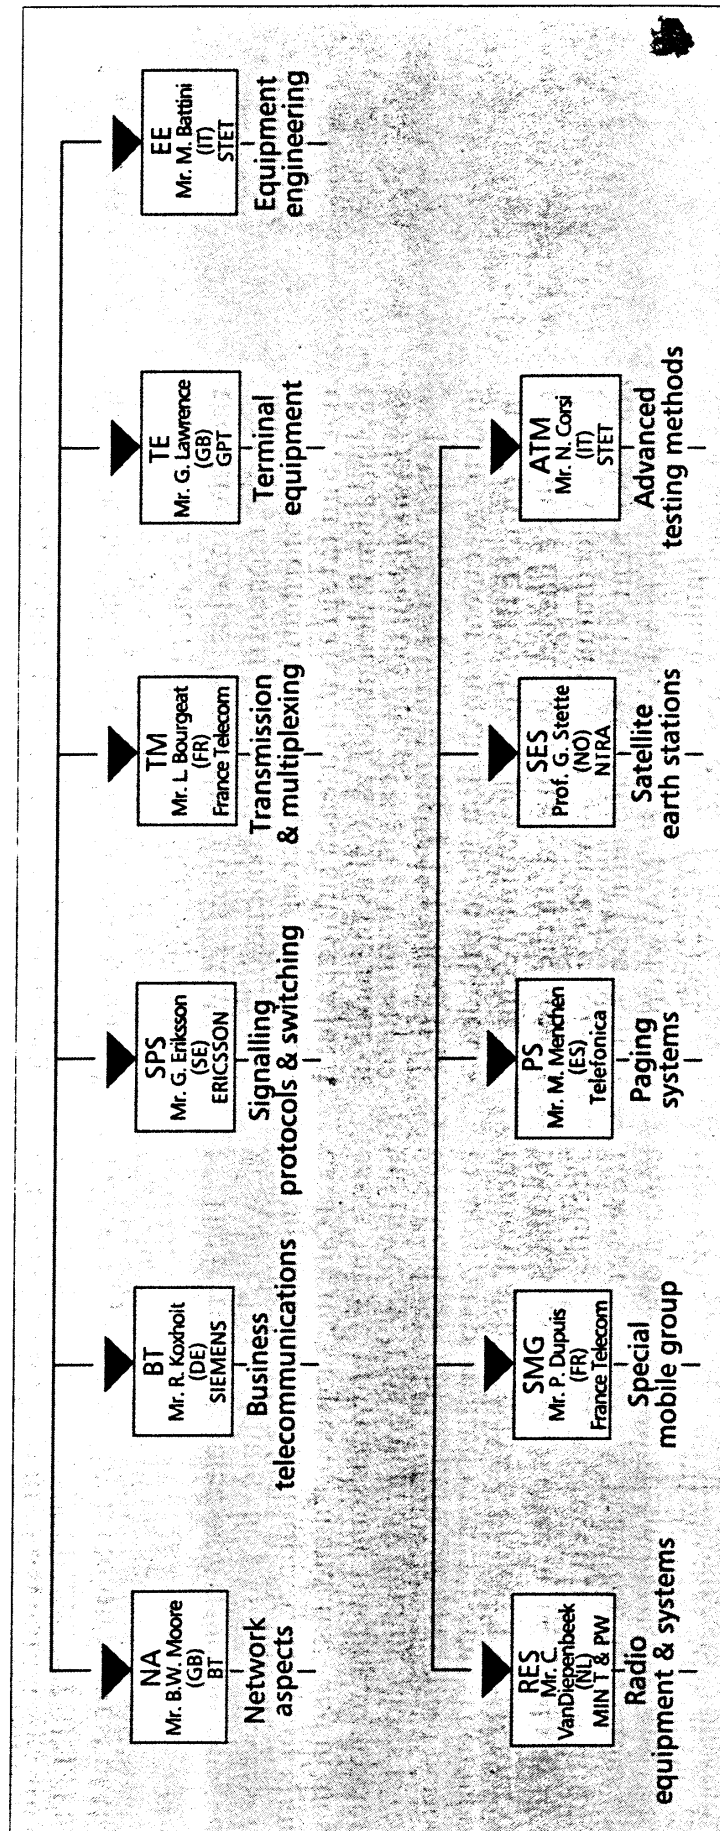 NA
Mr. B.W. Moore
(GB)
BT
Network
aspects
BT
Mr. R. Koxhoit
(DE)
SIEMENS
Business
telecommunications
SPS
Mr. G. Eriksson
(SE)
ERICSSON
Signalling
protocols & switching
TM
Mr. L. Bourgeat
(FR)
France Telecom
Transmission
& multiplexing
TE
Mr. G. Lawrence
(GB)
GPT
Terminal
equipment
EE
Mr. M. Battini
(IT)
STET
Equipment
engineering
RES
Mr. C.
VanDiepenbeek
(NL)
MIN T & PW
Radio
equipment & systems
SMG
Mr. P. Dupuis
(FR)
France Telecom
Special
mobile group
PS
Mr. M. Menchen
(ES)
Telefonica
Paging
systems
SES
Prof. G. Stette
(NO)
NTRA
Satellite
earth stations
ATM
Mr. N. Corsi
(IT)
STET
Advanced
testing methods